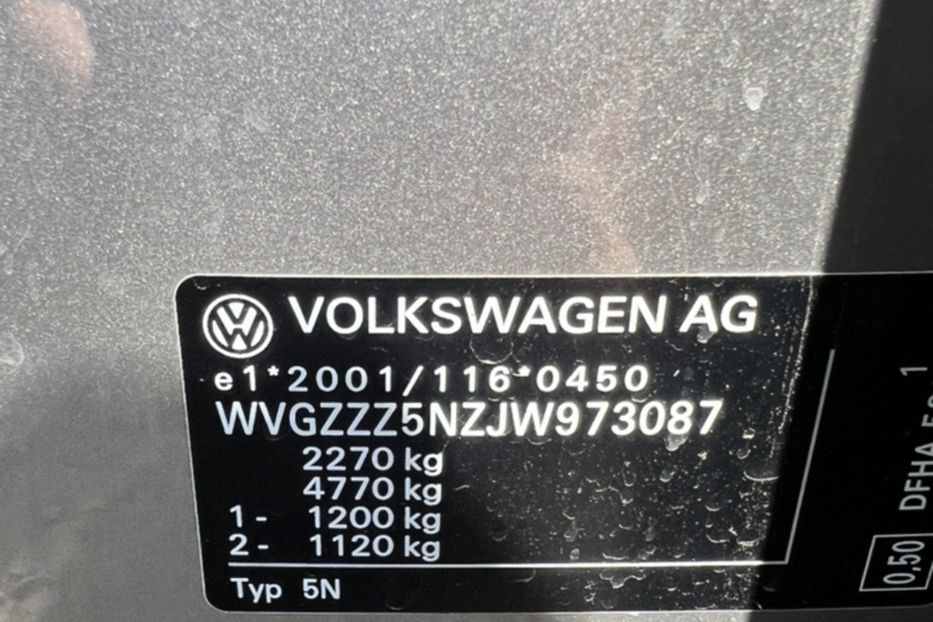 VOLKSWAGEN AG
e1*2001/116*0450
WVGZZZ5NZJW973087
2270 kg
4770 kg
1- 1200 kg
2- 1120 kg
Typ 5N
DFHA
1
0,50